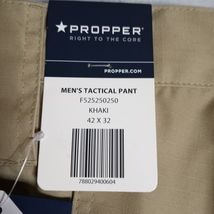 ★PROPPER®
RIGHT TO THE CORE
PROPPER.COM
MEN'S TACTICAL PANT
F525250250
KHAKI
42 X 32
788029400604